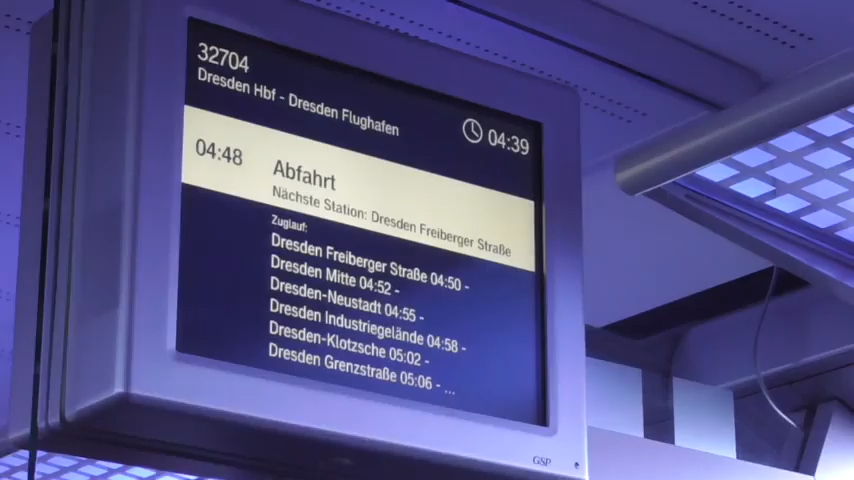 32704
Dresden Hbf - Dresden Flughafen
04:39
04:48
Abfahrt
Nächste Station: Dresden Freiberger Straße
Zuglauf:
Dresden Freiberger Straße 04:50 -
Dresden Mitte 04:52 -
Dresden-Neustadt 04:55 -
Dresden Industriegelände 04:58 -
Dresden-Klotzsche 05:02 -
Dresden Grenzstraße 05:06 - ...
GSP